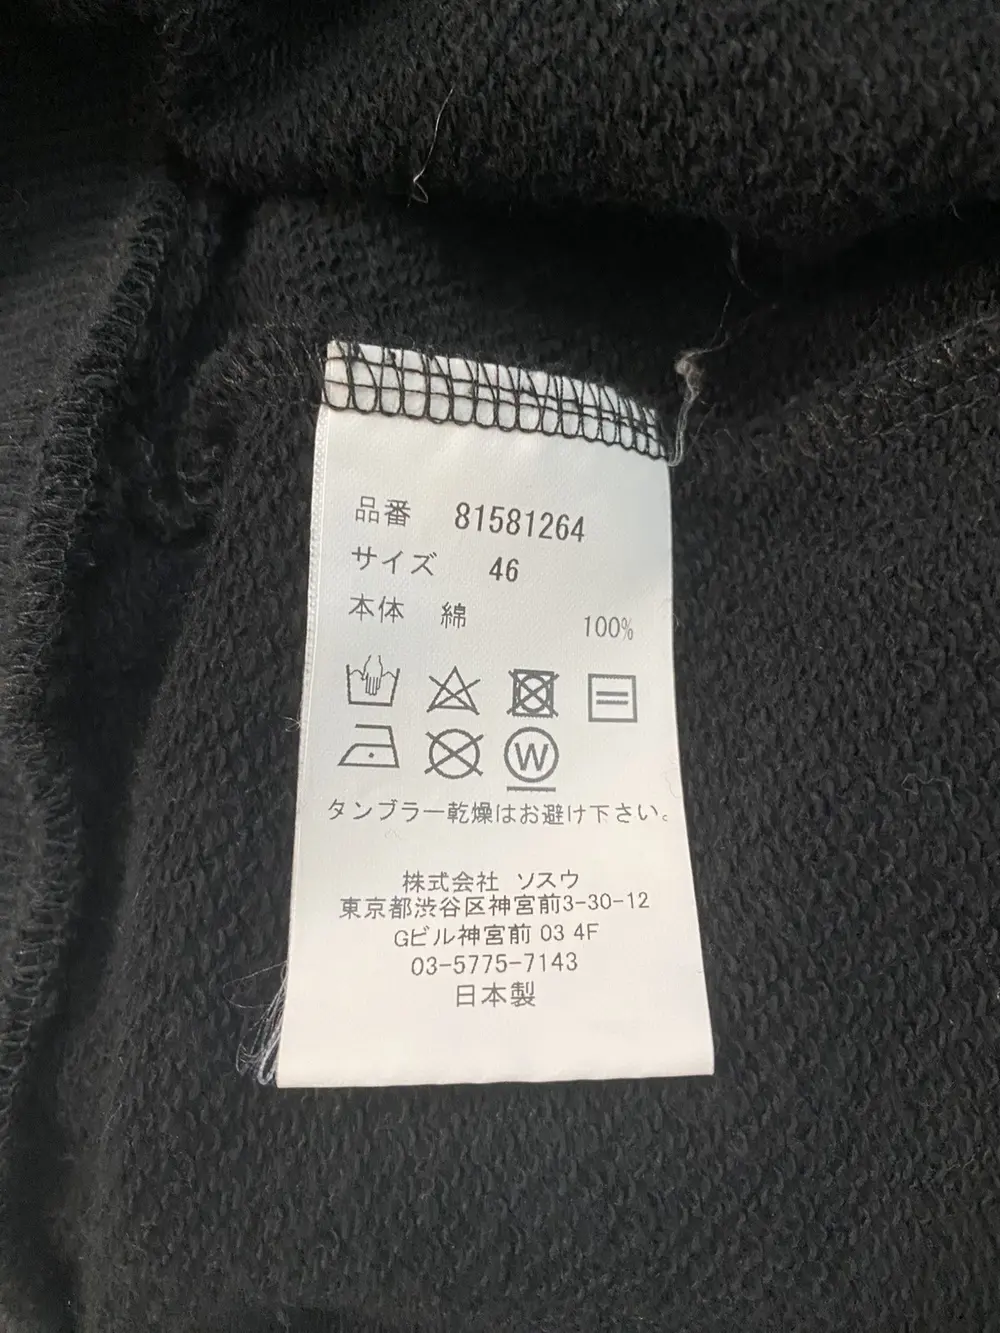 品番 81581264
サイズ 46
本体 綿 100%
W
タンブラー乾燥はお避け下さい。
株式会社 ソスウ
東京都渋谷区神宮前3-30-12
Gビル神宮前 03 4F
03-5775-7143
日本製